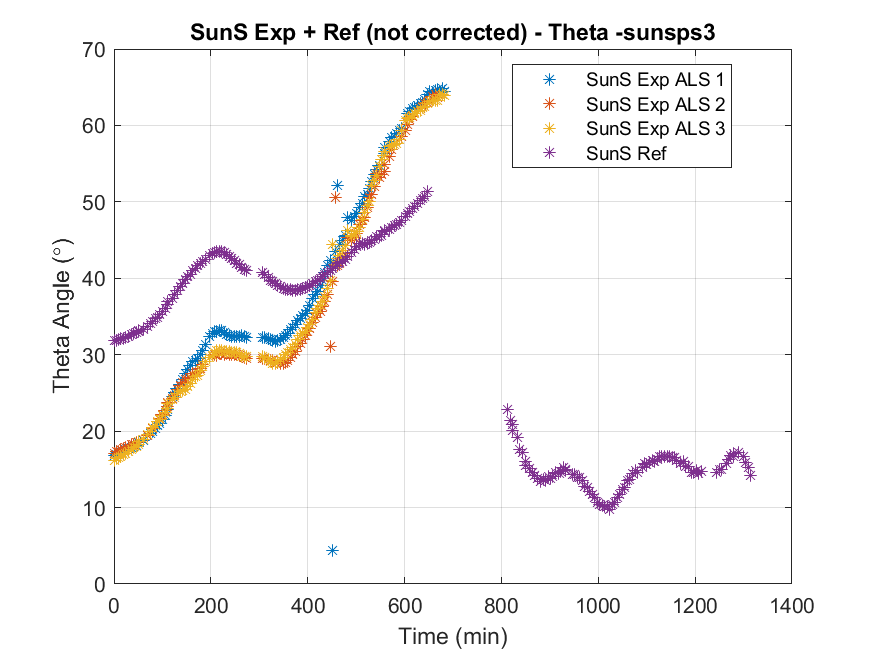 SunS Exp + Ref (not corrected) - Theta -sunsps3
70
60
50
40
30
20
10
0
Theta Angle (°)
SunS Exp ALS 1
SunS Exp ALS 2
SunS Exp ALS 3
SunS Ref
0 200 400 600 800 1000 1200 1400
Time (min)